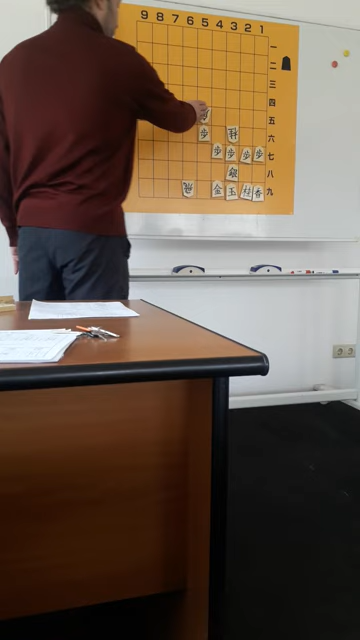 9 8 7 6 5 4 3 2 1
一
二
三
四
五
六
七
八
九
歩 桂
歩 歩 歩 歩
銀
飛 金 玉 桂 香